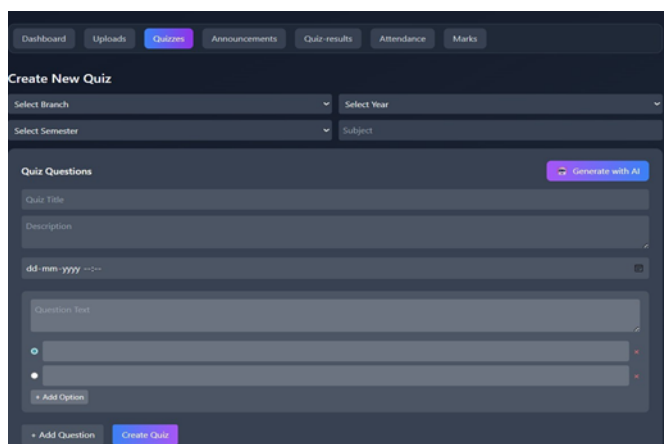 Dashboard Uploads Quizzes Announcements Quiz-results Attendance Marks
Create New Quiz
Select Branch Select Year
Select Semester Subject
Quiz Questions Generate with AI
Quiz Title
Description
dd-mm-yyyy --:--
Question Text
+ Add Option
+ Add Question Create Quiz